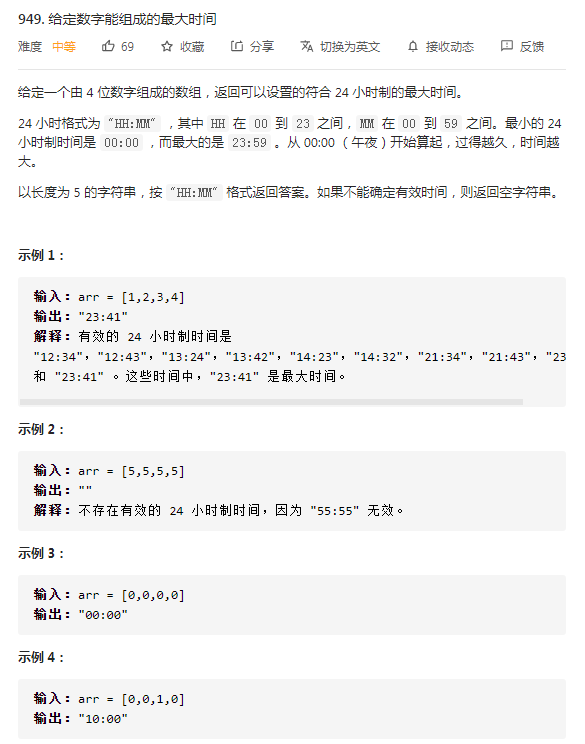 949. 给定数字能组成的最大时间
难度 中等 69 收藏 分享 切换为英文 接收动态 反馈
给定一个由 4 位数字组成的数组，返回可以设置的符合 24 小时制的最大时间。
24 小时格式为 "HH:MM" ，其中 HH 在 00 到 23 之间，MM 在 00 到 59 之间。最小的 24
小时制时间是 00:00 ，而最大的是 23:59 。从 00:00 （午夜）开始算起，过得越久，时间越
大。
以长度为 5 的字符串，按 "HH:MM" 格式返回答案。如果不能确定有效时间，则返回空字符串。
示例 1：
输入：arr = [1,2,3,4]
输出："23:41"
解释：有效的 24 小时制时间是
"12:34"，"12:43"，"13:24"，"13:42"，"14:23"，"14:32"，"21:34"，"21:43"，"23
和 "23:41" 。这些时间中，"23:41" 是最大时间。
示例 2：
输入：arr = [5,5,5,5]
输出：""
解释：不存在有效的 24 小时制时间，因为 "55:55" 无效。
示例 3：
输入：arr = [0,0,0,0]
输出："00:00"
示例 4：
输入：arr = [0,0,1,0]
输出："10:00"